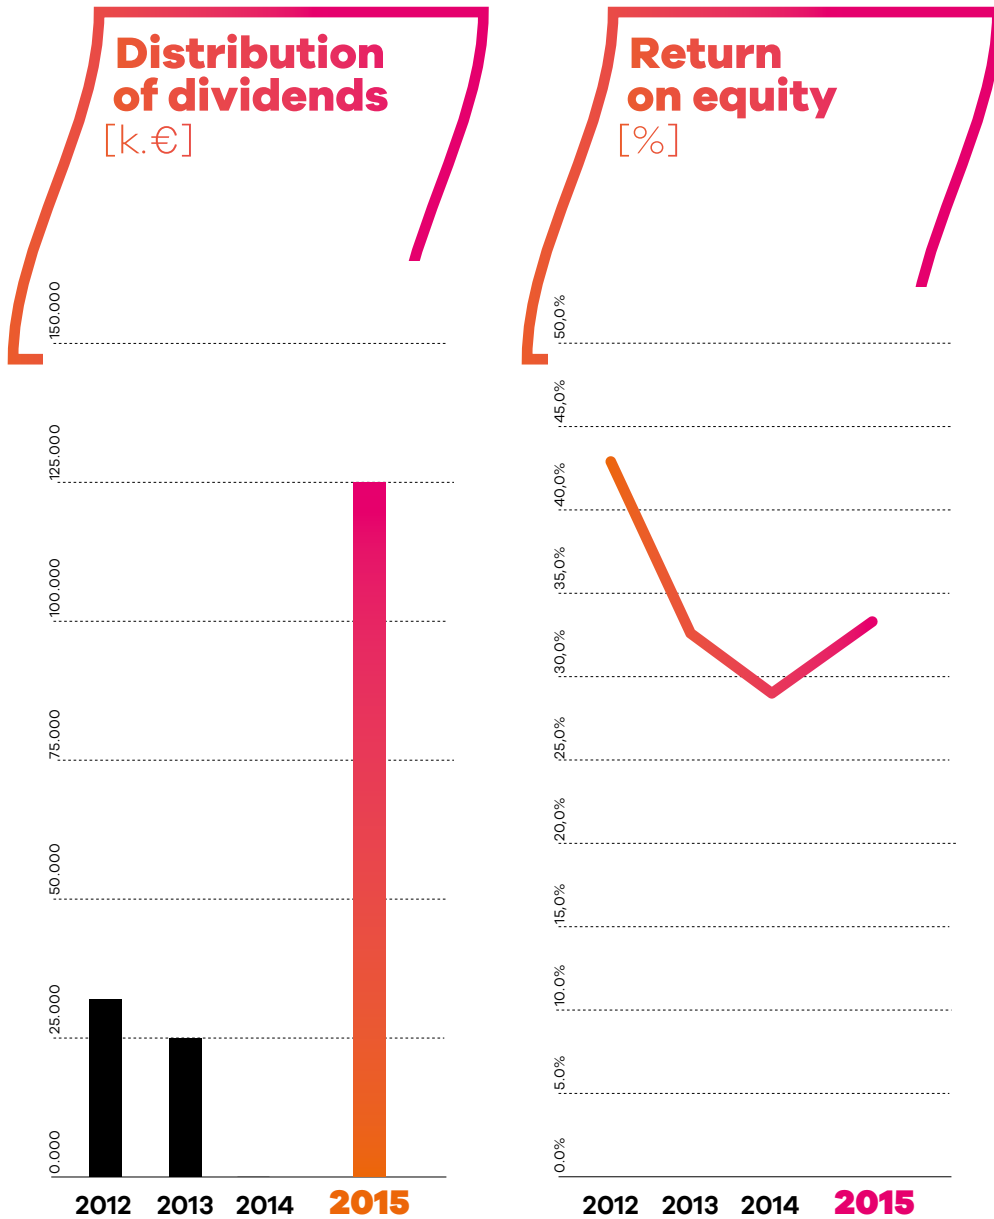 Distribution
of dividends
[k.€]
150.000
125.000
100.000
75.000
50.000
25.000
0.000
2012 2013 2014 2015
Return
on equity
[%]
50,0%
45,0%
40,0%
35,0%
30,0%
25,0%
20,0%
15,0%
10.0%
5.0%
0.0%
2012 2013 2014 2015